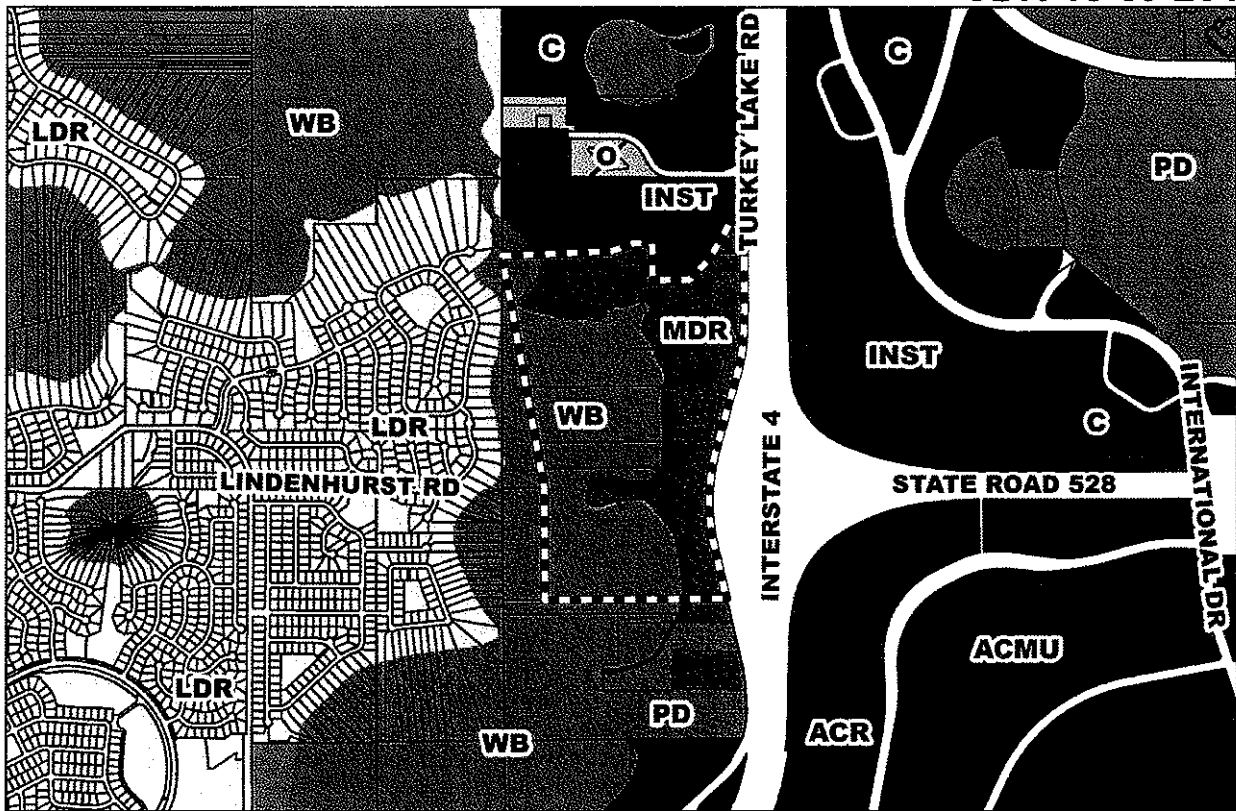 C
C
TURKEY LAKE RD
LDR
WB
O
PD
INST
MDR
INST
WB
C
LDR
INTERNATIONAL DR
LINDENHURST RD
STATE ROAD 528
INTERSTATE 4
ACMU
LDR
PD
ACR
WB